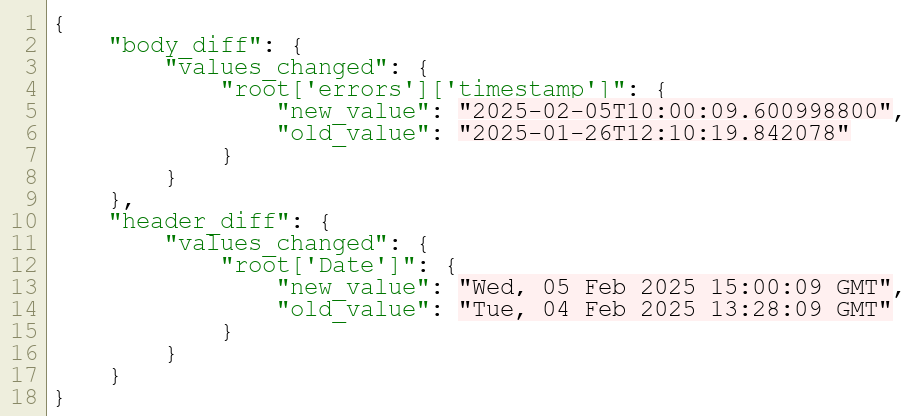 1 {
2     "body_diff": {
3         "values_changed": {
4             "root['errors']['timestamp']": {
5                 "new_value": "2025-02-05T10:00:09.600998800",
6                 "old_value": "2025-01-26T12:10:19.842078"
7             }
8         }
9     },
10     "header_diff": {
11         "values_changed": {
12             "root['Date']": {
13                 "new_value": "Wed, 05 Feb 2025 15:00:09 GMT",
14                 "old_value": "Tue, 04 Feb 2025 13:28:09 GMT"
15             }
16         }
17     }
18 }